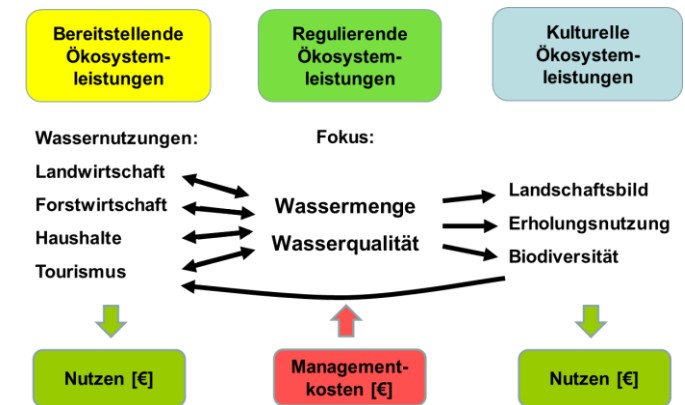 Bereitstellende
Ökosystem-
leistungen
Regulierende
Ökosystem-
leistungen
Kulturelle
Ökosystem-
leistungen
Wassernutzungen:
Landwirtschaft
Forstwirtschaft
Haushalte
Tourismus
Fokus:
Wassermenge
Wasserqualität
Landschaftsbild
Erholungsnutzung
Biodiversität
Nutzen [€]
Management-
kosten [€]
Nutzen [€]